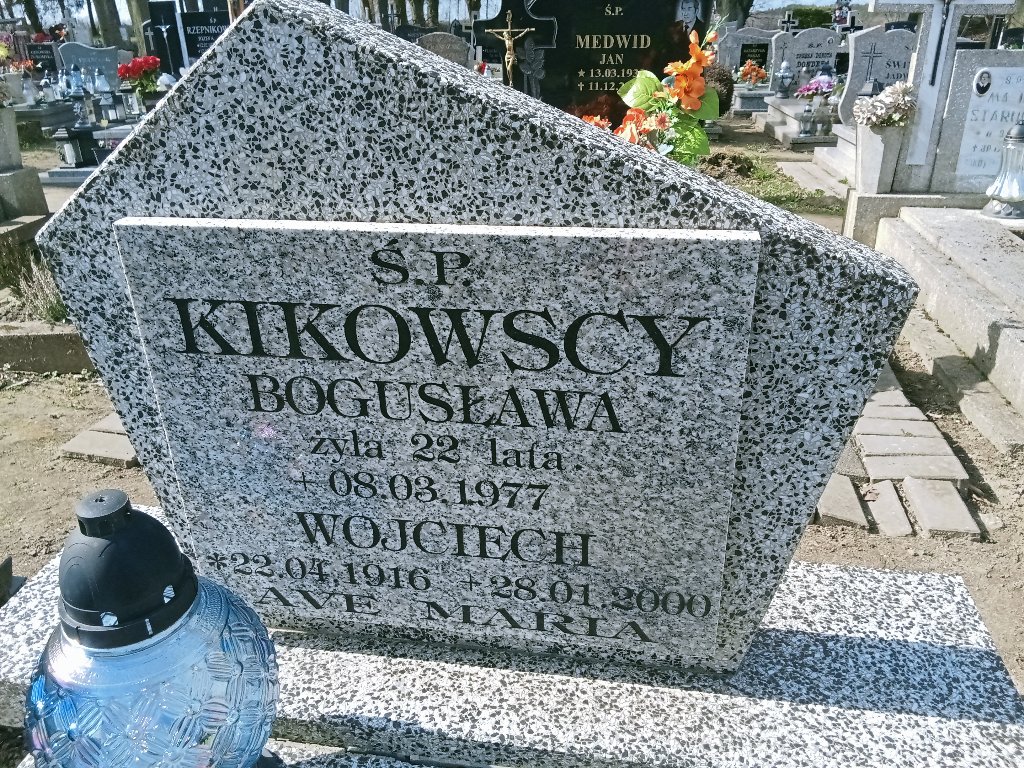 Ś.P.
KIKOWSCY
BOGUSŁAWA
żyła 22 lata
+ 08.03.1977
WOJCIECH
*22.04.1916 +28.01.2000
AVE MARIA
Ś.P.
MEDWID
JAN
Ś.P.